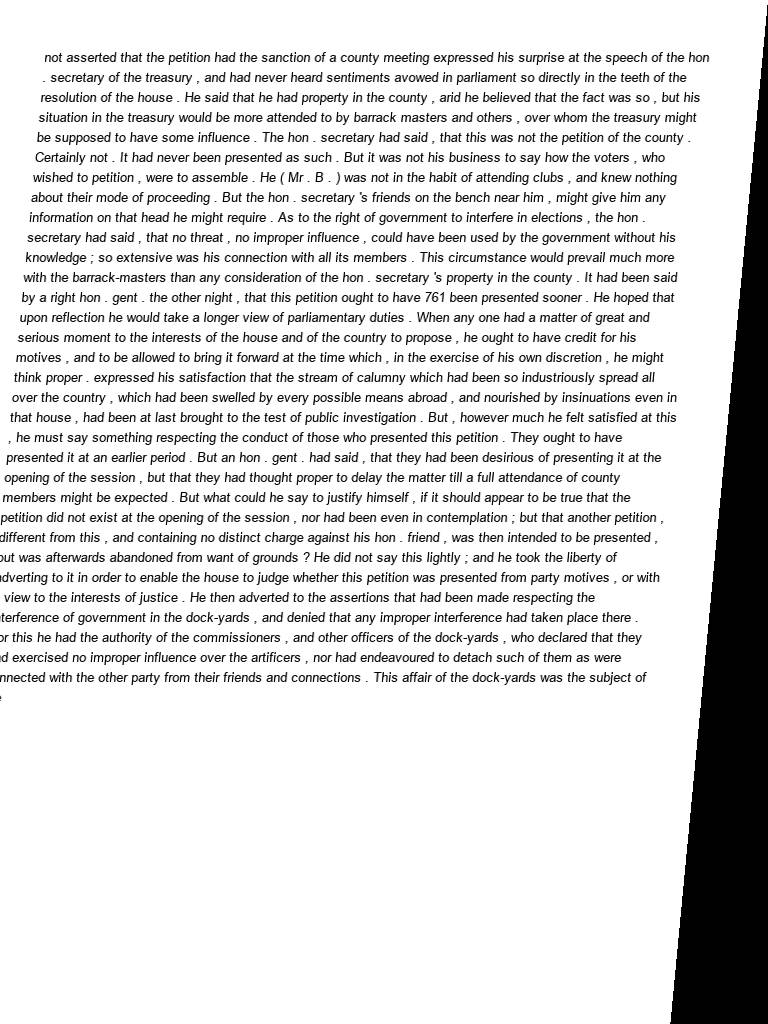 not asserted that the petition had the sanction of a county meeting expressed his surprise at the speech of the hon
. secretary of the treasury , and had never heard sentiments avowed in parliament so directly in the teeth of the
resolution of the house . He said that he had property in the county , arid he believed that the fact was so , but his
situation in the treasury would be more attended to by barrack masters and others , over whom the treasury might
be supposed to have some influence . The hon . secretary had said , that this was not the petition of the county .
Certainly not . It had never been presented as such . But it was not his business to say how the voters , who
wished to petition , were to assemble . He ( Mr . B . ) was not in the habit of attending clubs , and knew nothing
about their mode of proceeding . But the hon . secretary 's friends on the bench near him , might give him any
information on that head he might require . As to the right of government to interfere in elections , the hon .
secretary had said , that no threat , no improper influence , could have been used by the government without his
knowledge ; so extensive was his connection with all its members . This circumstance would prevail much more
with the barrack-masters than any consideration of the hon . secretary 's property in the county . It had been said
by a right hon . gent . the other night , that this petition ought to have 761 been presented sooner . He hoped that
upon reflection he would take a longer view of parliamentary duties . When any one had a matter of great and
serious moment to the interests of the house and of the country to propose , he ought to have credit for his
motives , and to be allowed to bring it forward at the time which , in the exercise of his own discretion , he might
think proper . expressed his satisfaction that the stream of calumny which had been so industriously spread all
over the country , which had been swelled by every possible means abroad , and nourished by insinuations even in
that house , had been at last brought to the test of public investigation . But , however much he felt satisfied at this
, he must say something respecting the conduct of those who presented this petition . They ought to have
presented it at an earlier period . But an hon . gent . had said , that they had been desirious of presenting it at the
opening of the session , but that they had thought proper to delay the matter till a full attendance of county
members might be expected . But what could he say to justify himself , if it should appear to be true that the
petition did not exist at the opening of the session , nor had been even in contemplation ; but that another petition ,
different from this , and containing no distinct charge against his hon . friend , was then intended to be presented ,
but was afterwards abandoned from want of grounds ? He did not say this lightly ; and he took the liberty of
adverting to it in order to enable the house to judge whether this petition was presented from party motives , or with
view to the interests of justice . He then adverted to the assertions that had been made respecting the
nterference of government in the dock-yards , and denied that any improper interference had taken place there .
or this he had the authority of the commissioners , and other officers of the dock-yards , who declared that they
d exercised no improper influence over the artificers , nor had endeavoured to detach such of them as were
nnected with the other party from their friends and connections . This affair of the dock-yards was the subject of